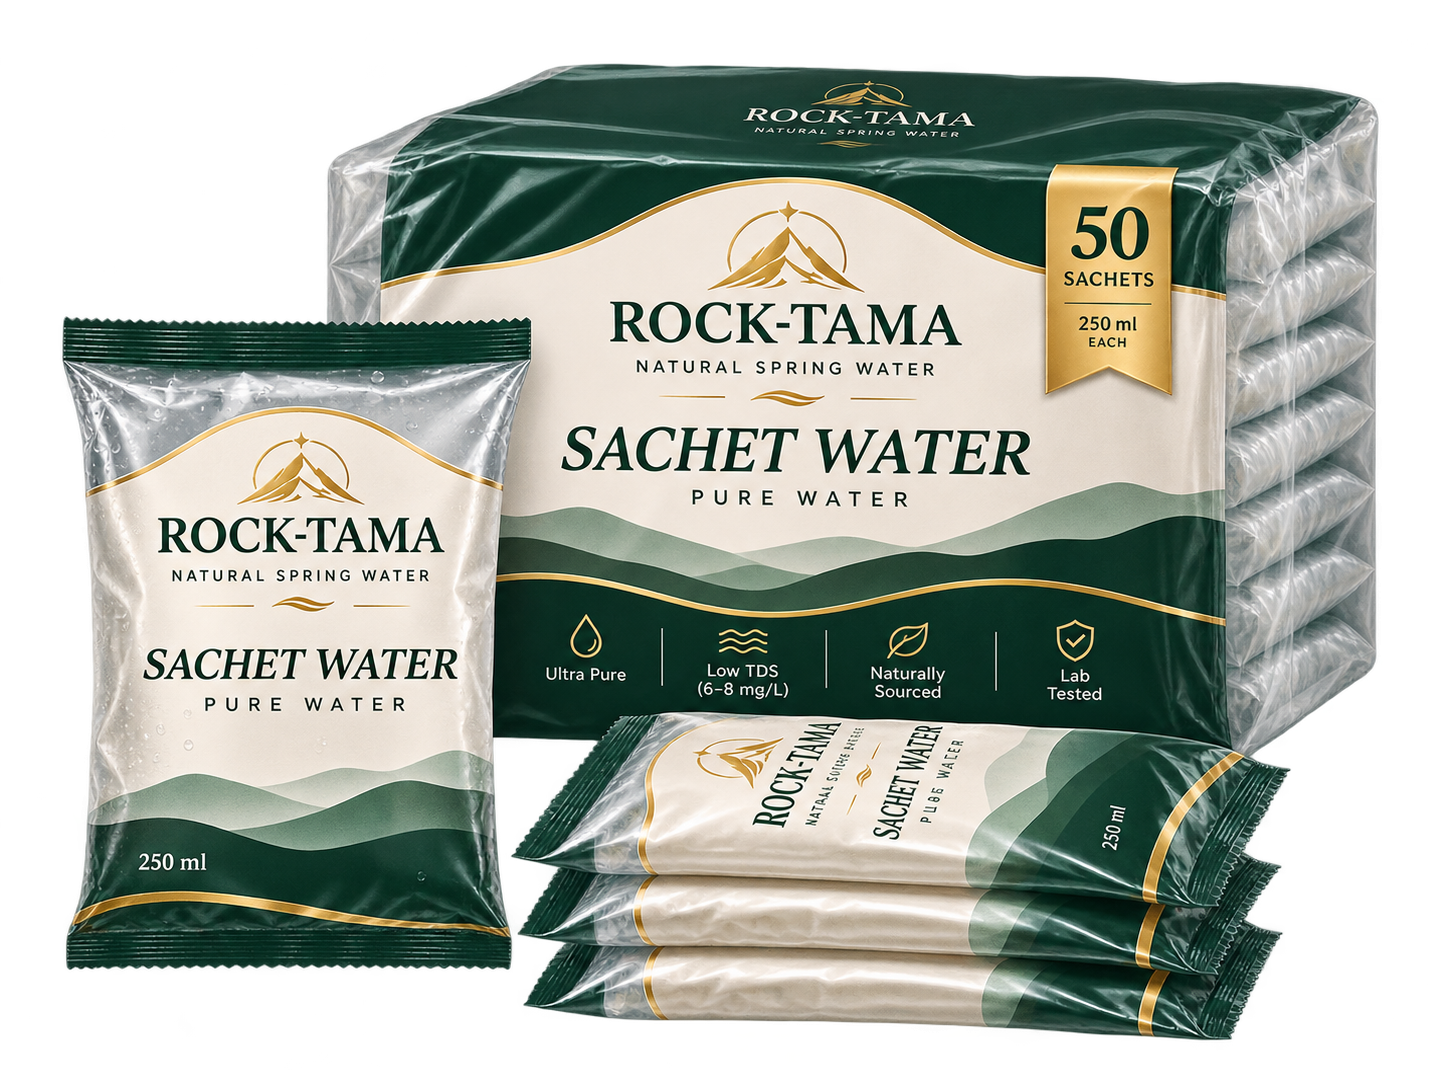 ROCK-TAMA
NATURAL SPRING WATER
50
SACHETS
250 ml
EACH
ROCK-TAMA
NATURAL SPRING WATER
SACHET WATER
PURE WATER
Ultra Pure
Low TDS
(6–8 mg/L)
Naturally
Sourced
Lab
Tested
ROCK-TAMA
NATURAL SPRING WATER
SACHET WATER
PURE WATER
250 ml
ROCK-TAMA
SACHET WATER
250 ml